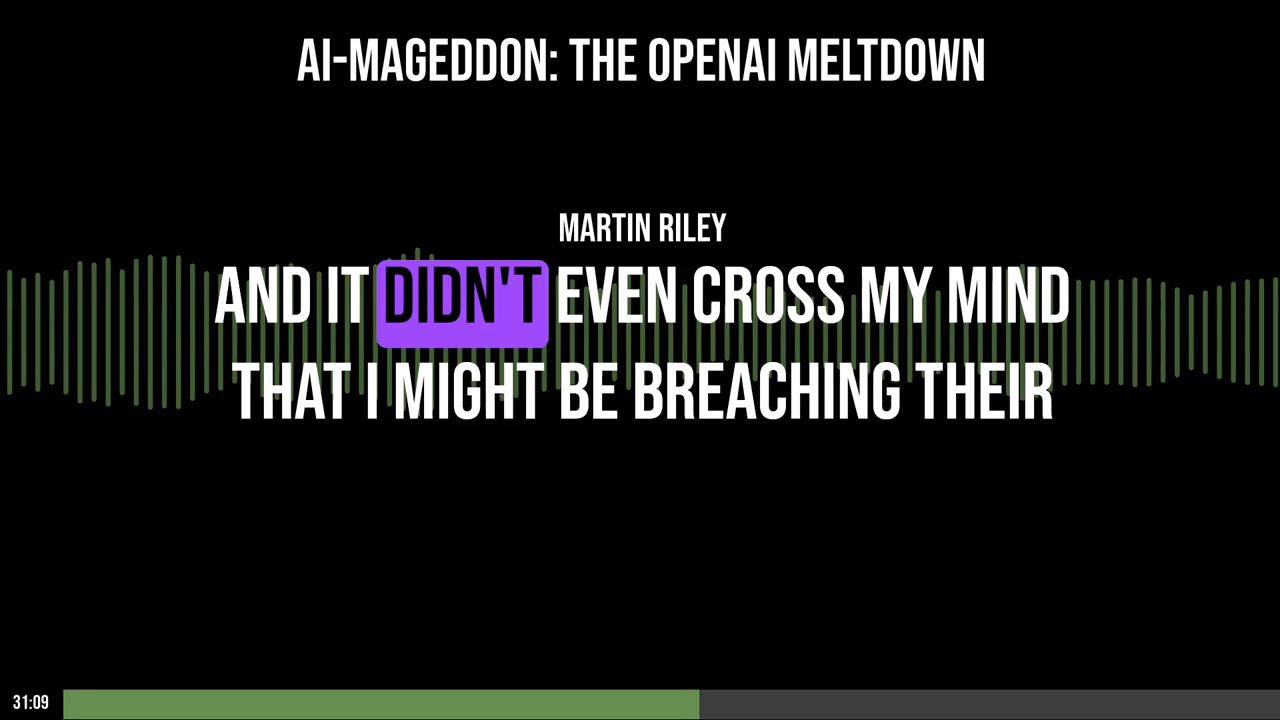 AI-MAGEDDON: THE OPENAI MELTDOWN
MARTIN RILEY
AND IT DIDN'T EVEN CROSS MY MIND
THAT I MIGHT BE BREACHING THEIR
31:09